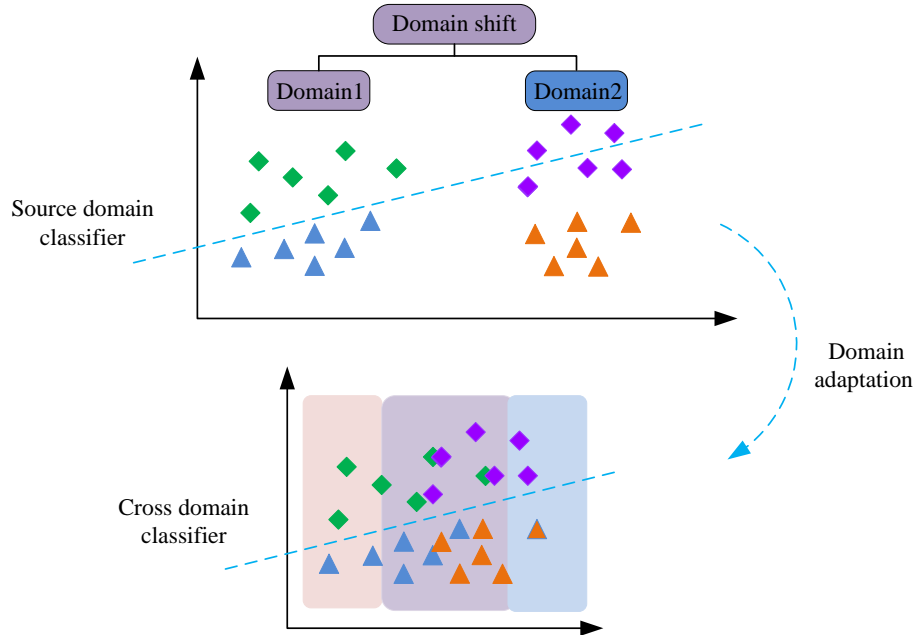 Domain shift
Domain1
Domain2
Source domain
classifier
Domain
adaptation
Cross domain
classifier